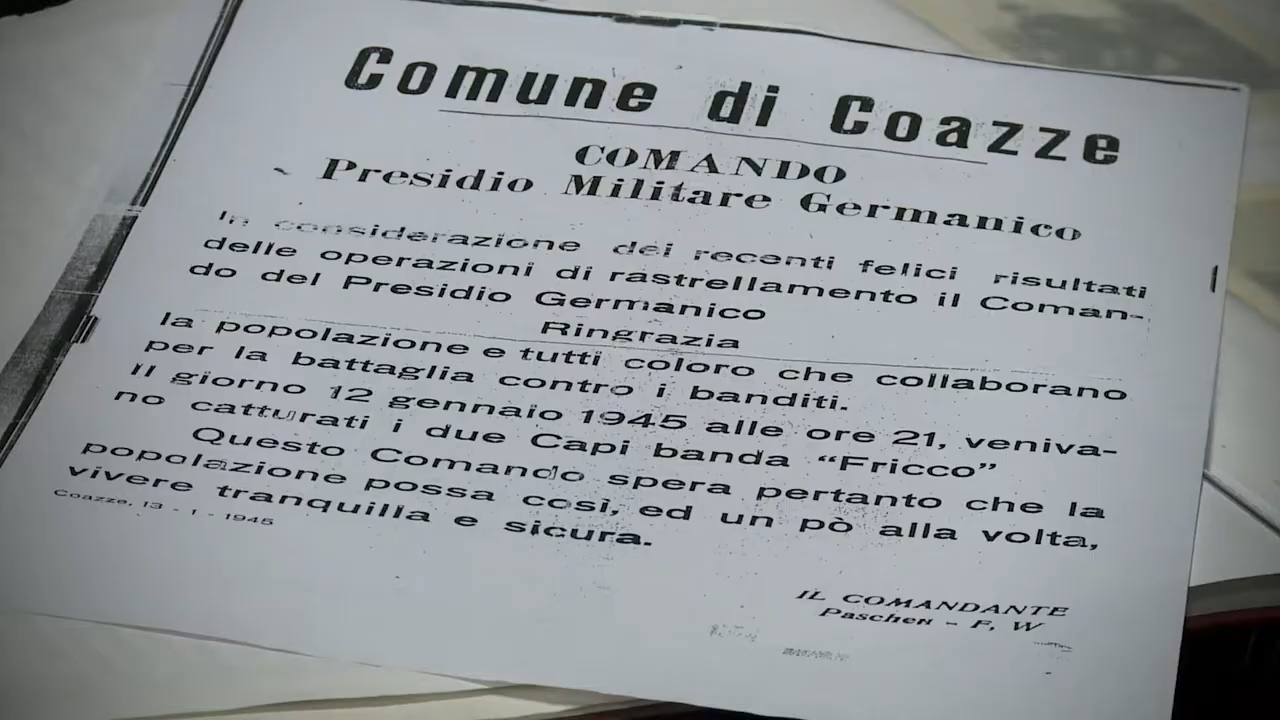 Comune di Coazze
COMANDO
Presidio Militare Germanico
In considerazione dei recenti felici risultati
delle operazioni di rastrellamento il Coman-
do del Presidio Germanico
Ringrazia
la popolazione e tutti coloro che collaborano
per la battaglia contro i banditi.
Il giorno 12 gennaio 1945 alle ore 21, veniva-
no catturati i due Capi banda “Fricco”
Questo Comando spera pertanto che la
popolazione possa così, ed un pò alla volta,
vivere tranquilla e sicura.
Coazze, 13 - 1 - 1945
IL COMANDANTE
Paschen - F, W